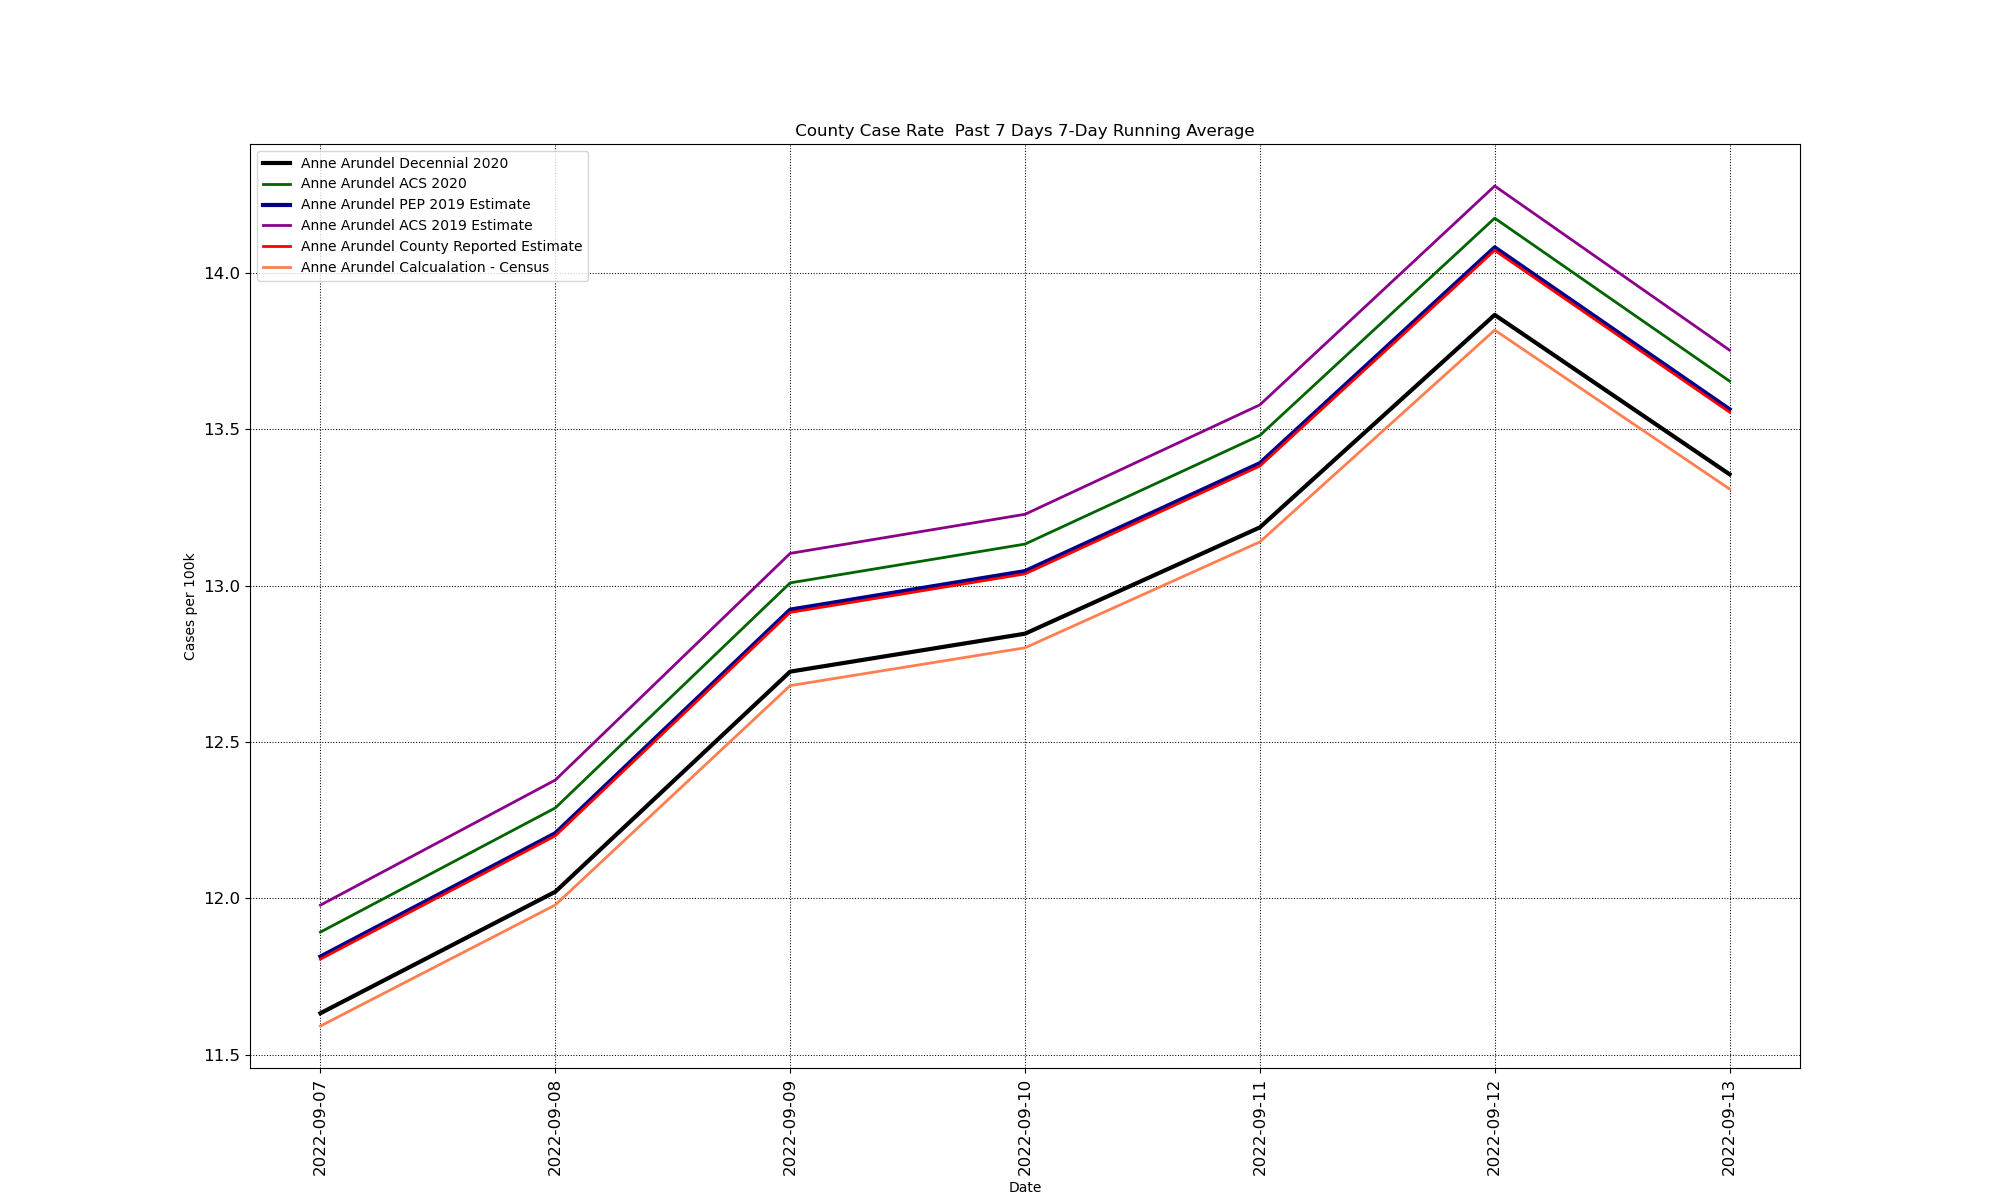 County Case Rate  Past 7 Days 7-Day Running Average
Anne Arundel Decennial 2020
Anne Arundel ACS 2020
Anne Arundel PEP 2019 Estimate
Anne Arundel ACS 2019 Estimate
Anne Arundel County Reported Estimate
Anne Arundel Calcualation - Census
14.0
13.5
13.0
12.5
12.0
11.5
Cases per 100k
2022-09-07
2022-09-08
2022-09-09
2022-09-10
2022-09-11
2022-09-12
2022-09-13
Date